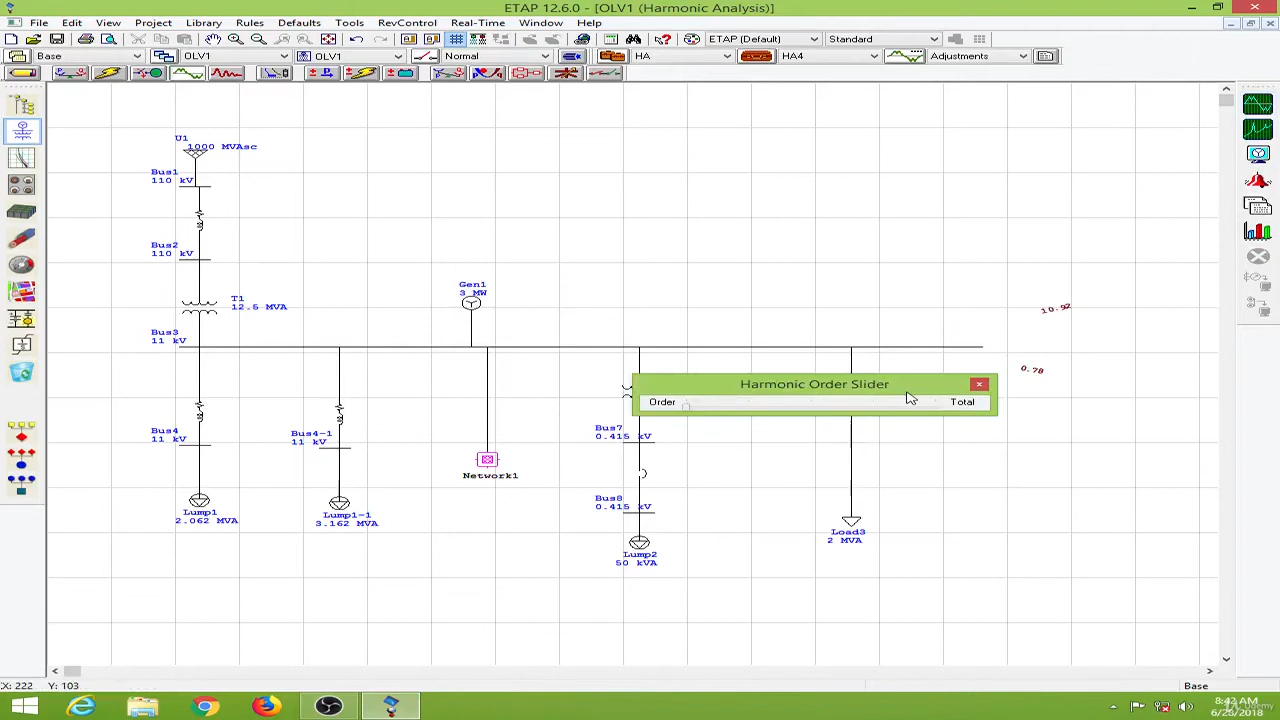 ETAP 12.6.0 - [OLV1 (Harmonic Analysis)]
File Edit View Project Library Rules Defaults Tools RevControl Real-Time Window Help
ETAP (Default) Standard
Base OLV1 OLV1 Normal HA HA4 Adjustments
U1
1000 MVAsc
Bus1
110 kV
Bus2
110 kV
T1
12.5 MVA
Gen1
3 MW
10.92
Bus3
11 kV
0.78
Harmonic Order Slider
Order Total
Bus4
11 kV
Bus4-1
11 kV
Bus7
0.415 kV
Network1
Bus8
0.415 kV
Lump1
2.062 MVA
Lump1-1
3.162 MVA
Load3
2 MVA
Lump2
50 kVA
X: 222 Y: 103 Base
8:42 AM
6/23/2018